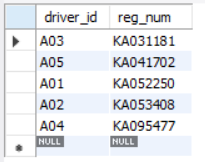 driver_id reg_num
A03 KA031181
A05 KA041702
A01 KA052250
A02 KA053408
A04 KA095477
NULL NULL